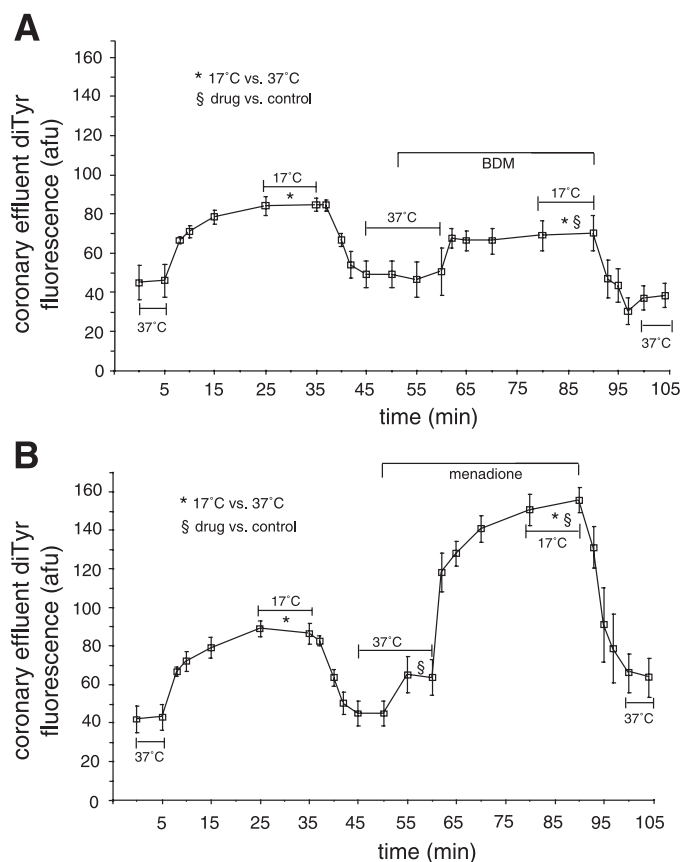 A
coronary effluent diTyr
fluorescence (afu)
160
140
120
100
80
60
40
20
0
* 17˚C vs. 37˚C
§ drug vs. control
BDM
17˚C
*
37˚C
17˚C
* §
37˚C
37˚C
5 15 25 35 45 55 65 75 85 95 105
time (min)
B
coronary effluent diTyr
fluorescence (afu)
160
140
120
100
80
60
40
20
0
menadione
* 17˚C vs. 37˚C
§ drug vs. control
* §
17˚C
17˚C
*
37˚C
§
37˚C
37˚C
5 15 25 35 45 55 65 75 85 95 105
time (min)